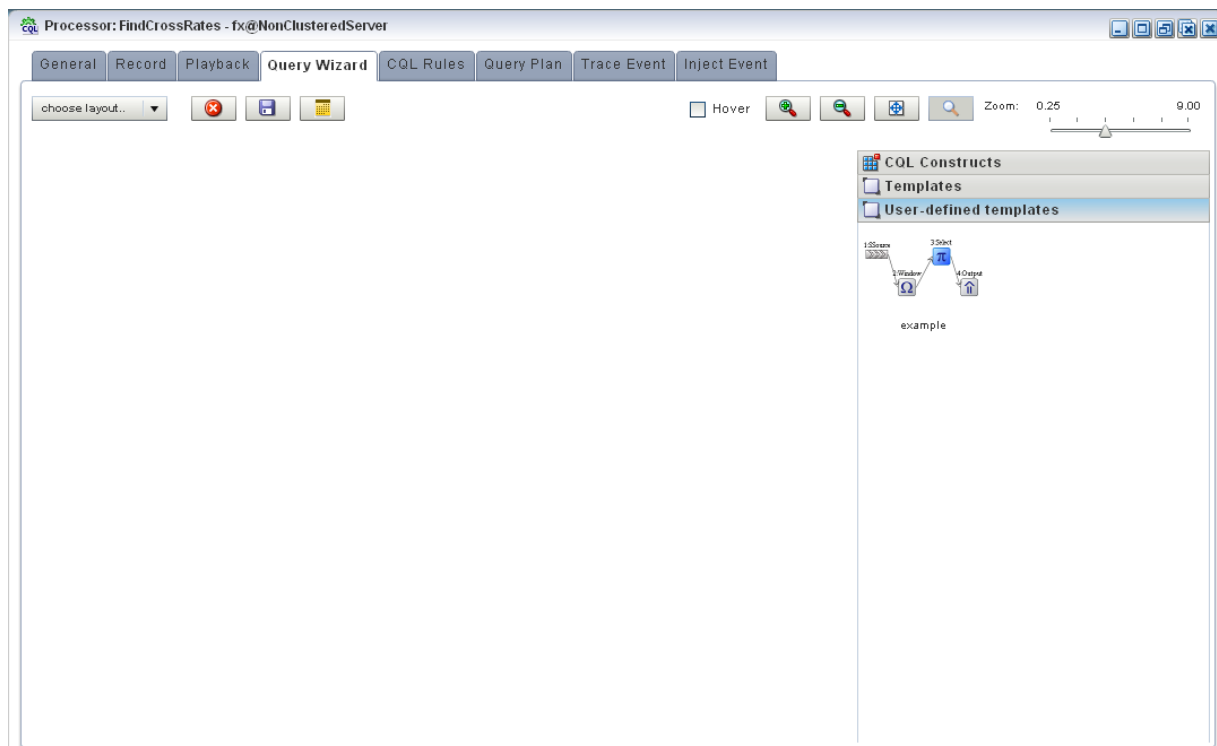 CQL Processor: FindCrossRates - fx@NonClusteredServer
General Record Playback Query Wizard CQL Rules Query Plan Trace Event Inject Event
choose layout.. Hover Zoom: 0.25 9.00
CQL Constructs
Templates
User-defined templates
1:SSource 3:Select
2:Window 4:Output
example